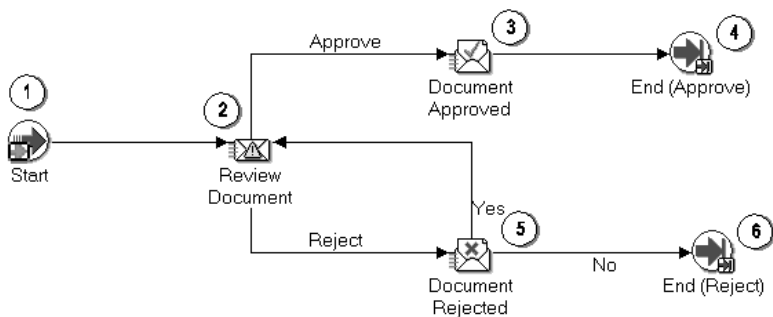 1
Start
2
Review
Document
Approve
3
Document
Approved
4
End (Approve)
Reject
Yes
5
Document
Rejected
No
6
End (Reject)